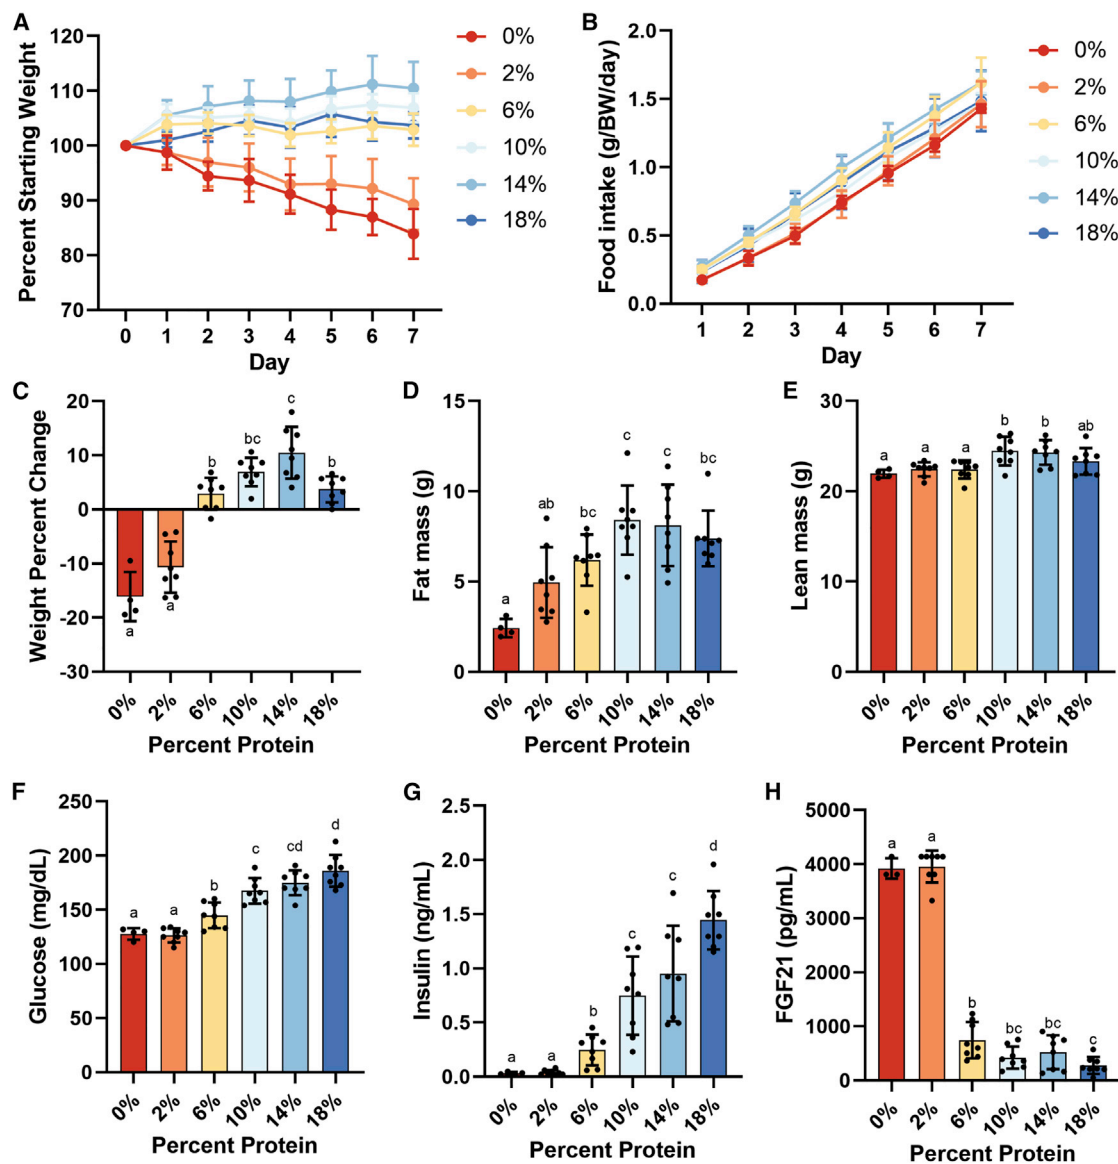 A
Percent Starting Weight
120
110
100
90
80
70
0 1 2 3 4 5 6 7
Day
0%
2%
6%
10%
14%
18%
B
Food intake (g/BW/day)
2.0
1.5
1.0
0.5
0.0
1 2 3 4 5 6 7
Day
0%
2%
6%
10%
14%
18%
C
Weight Percent Change
20
10
0
-10
-20
-30
a a b bc c b
0% 2% 6% 10% 14% 18%
Percent Protein
D
Fat mass (g)
15
10
5
0
a ab bc c c bc
0% 2% 6% 10% 14% 18%
Percent Protein
E
Lean mass (g)
30
20
10
0
a a a b b ab
0% 2% 6% 10% 14% 18%
Percent Protein
F
Glucose (mg/dL)
250
200
150
100
50
0
a a b c cd d
0% 2% 6% 10% 14% 18%
Percent Protein
G
Insulin (ng/mL)
2.5
2.0
1.5
1.0
0.5
0.0
a a b c c d
0% 2% 6% 10% 14% 18%
Percent Protein
H
FGF21 (pg/mL)
5000
4000
3000
2000
1000
0
a a b bc bc c
0% 2% 6% 10% 14% 18%
Percent Protein